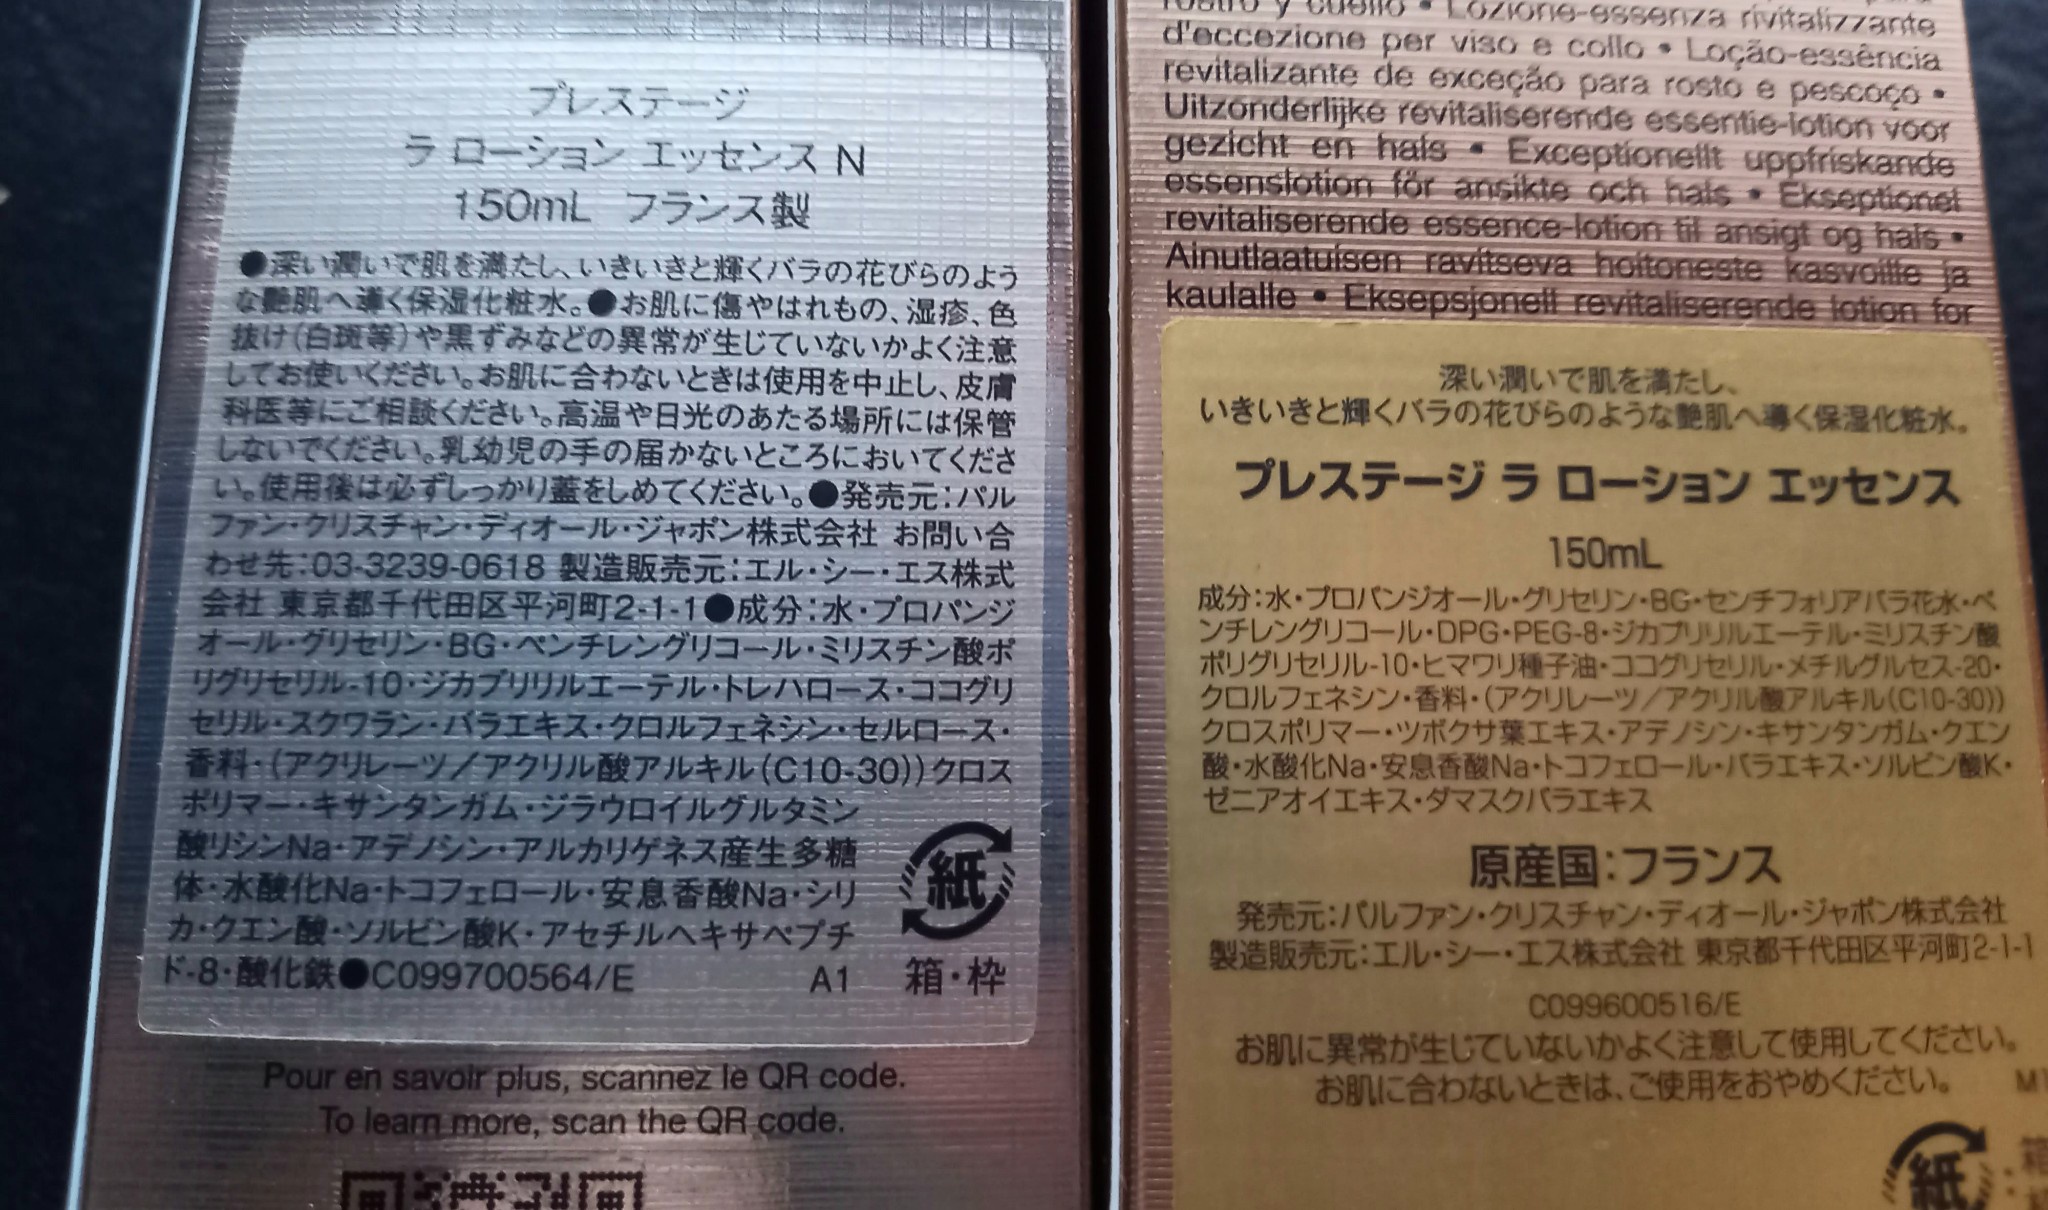 プレステージ
ラ ローション エッセンス N
150mL フランス製
●深い潤いで肌を満たし、いきいきと輝くバラの花びらのよう
な艶肌へ導く保湿化粧水。●お肌に傷やはれもの、湿疹、色
抜け(白斑等)や黒ずみなどの異常が生じていないかよく注意
してお使いください。お肌に合わないときは使用を中止し、皮膚
科医等にご相談ください。高温や日光のあたる場所には保管
しないでください。乳幼児の手の届かないところにおいてくださ
い。使用後は必ずしっかり蓋をしめてください。●発売元:パル
ファン・クリスチャン・ディオール・ジャポン株式会社 お問い合
わせ先:03-3239-0618 製造販売元:エル・シー・エス株式
会社 東京都千代田区平河町2-1-1●成分:水・プロパンジ
オール・グリセリン・BG・ペンチレングリコール・ミリスチン酸ポ
リグリセリル-10・ジカプリリルエーテル・トレハロース・ココグリ
セリル・スクワラン・バラエキス・クロルフェネシン・セルロース・
香料・(アクリレーツ/アクリル酸アルキル(C10-30))クロス
ポリマー・キサンタンガム・ジラウロイルグルタミン
酸リシンNa・アデノシン・アルカリゲネス産生多糖
体・水酸化Na・トコフェロール・安息香酸Na・シリ
カ・クエン酸・ソルビン酸K・アセチルヘキサペプチ
ド-8・酸化鉄●C099700564/E A1
紙
箱・枠
Pour en savoir plus, scannez le QR code.
To learn more, scan the QR code.
rostro y cuello • Lozione-essenza rivitalizzante
d'eccezione per viso e collo • Loção-essência
revitalizante de exceção para rosto e pescoço •
Uitzonderlijke revitaliserende essentie-lotion voor
gezicht en hals • Exceptionellt uppfriskande
essenslotion för ansikte och hals • Ekseptionel
revitaliserende essence-lotion til ansigt og hals •
Ainutlaatuisen ravitseva hoitoneste kasvoille ja
kaulalle • Eksepsjonell revitaliserende lotion for
深い潤いで肌を満たし、
いきいきと輝くバラの花びらのような艶肌へ導く保湿化粧水。
プレステージ ラ ローション エッセンス
150mL
成分:水・プロパンジオール・グリセリン・BG・センチフォリアバラ花水・ペ
ンチレングリコール・DPG・PEG-8・ジカプリリルエーテル・ミリスチン酸
ポリグリセリル-10・ヒマワリ種子油・ココグリセリル・メチルグルセス-20・
クロルフェネシン・香料・(アクリレーツ/アクリル酸アルキル(C10-30))
クロスポリマー・ツボクサ葉エキス・アデノシン・キサンタンガム・クエン
酸・水酸化Na・安息香酸Na・トコフェロール・バラエキス・ソルビン酸K・
ゼニアオイエキス・ダマスクバラエキス
原産国:フランス
発売元:パルファン・クリスチャン・ディオール・ジャポン株式会社
製造販売元:エル・シー・エス株式会社 東京都千代田区平河町2-1-1
C099600516/E
お肌に異常が生じていないかよく注意して使用してください。
お肌に合わないときは、ご使用をおやめください。
紙